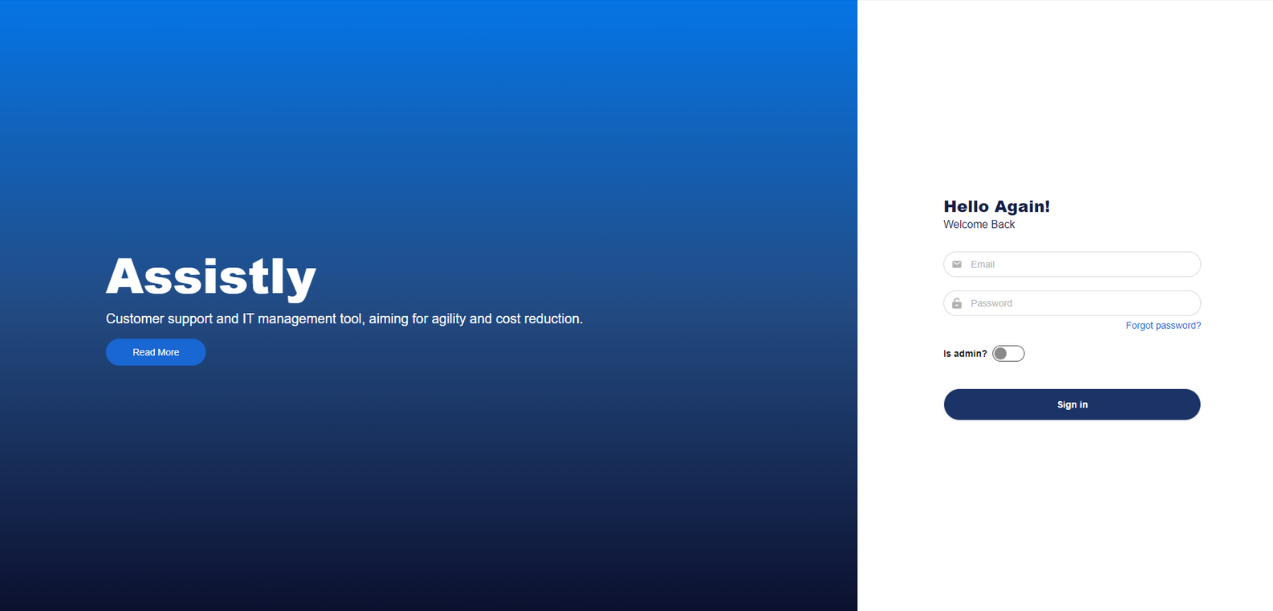 Assistly
Customer support and IT management tool, aiming for agility and cost reduction.
Read More
Hello Again!
Welcome Back
Email
Password
Forgot password?
Is admin?
Sign in